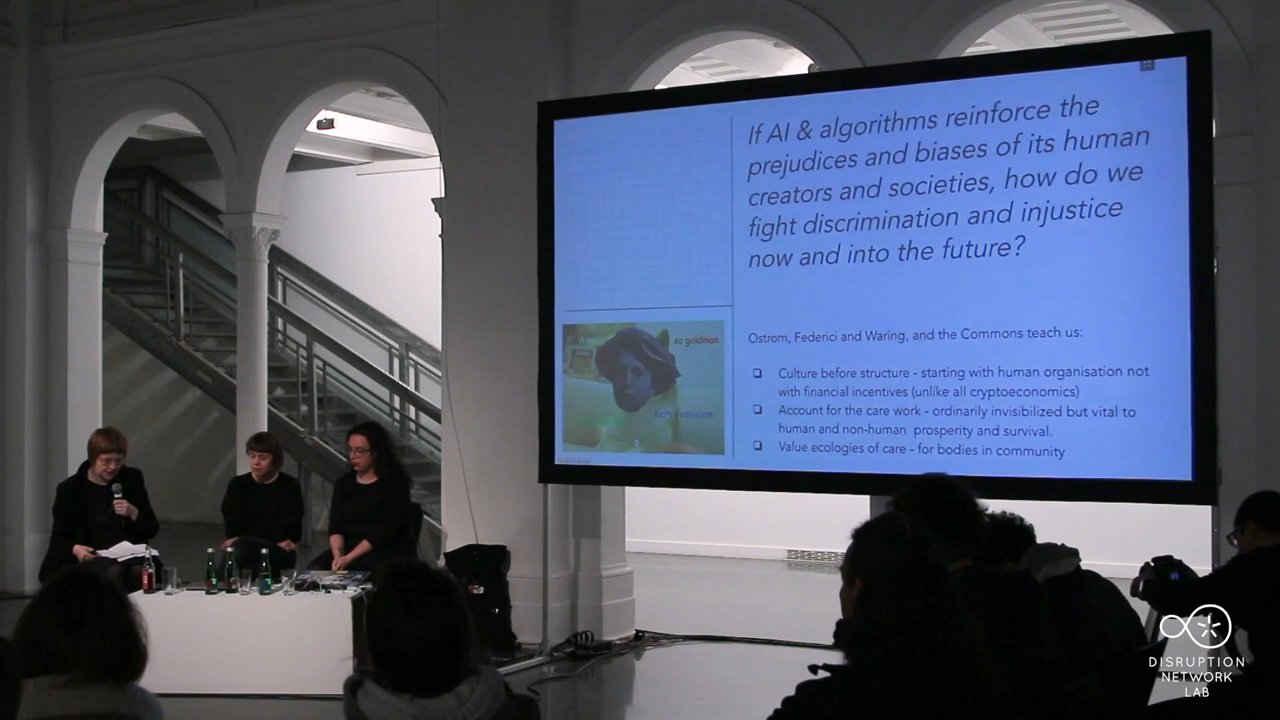 If AI & algorithms reinforce the
prejudices and biases of its human
creators and societies, how do we
fight discrimination and injustice
now and into the future?
so goldman
very feminism
Ostrom, Federici and Waring, and the Commons teach us:
Culture before structure - starting with human organisation not
with financial incentives (unlike all cryptoeconomics)
Account for the care work - ordinarily invisibilized but vital to
human and non-human prosperity and survival.
Value ecologies of care - for bodies in community
DISRUPTION
NETWORK
LAB